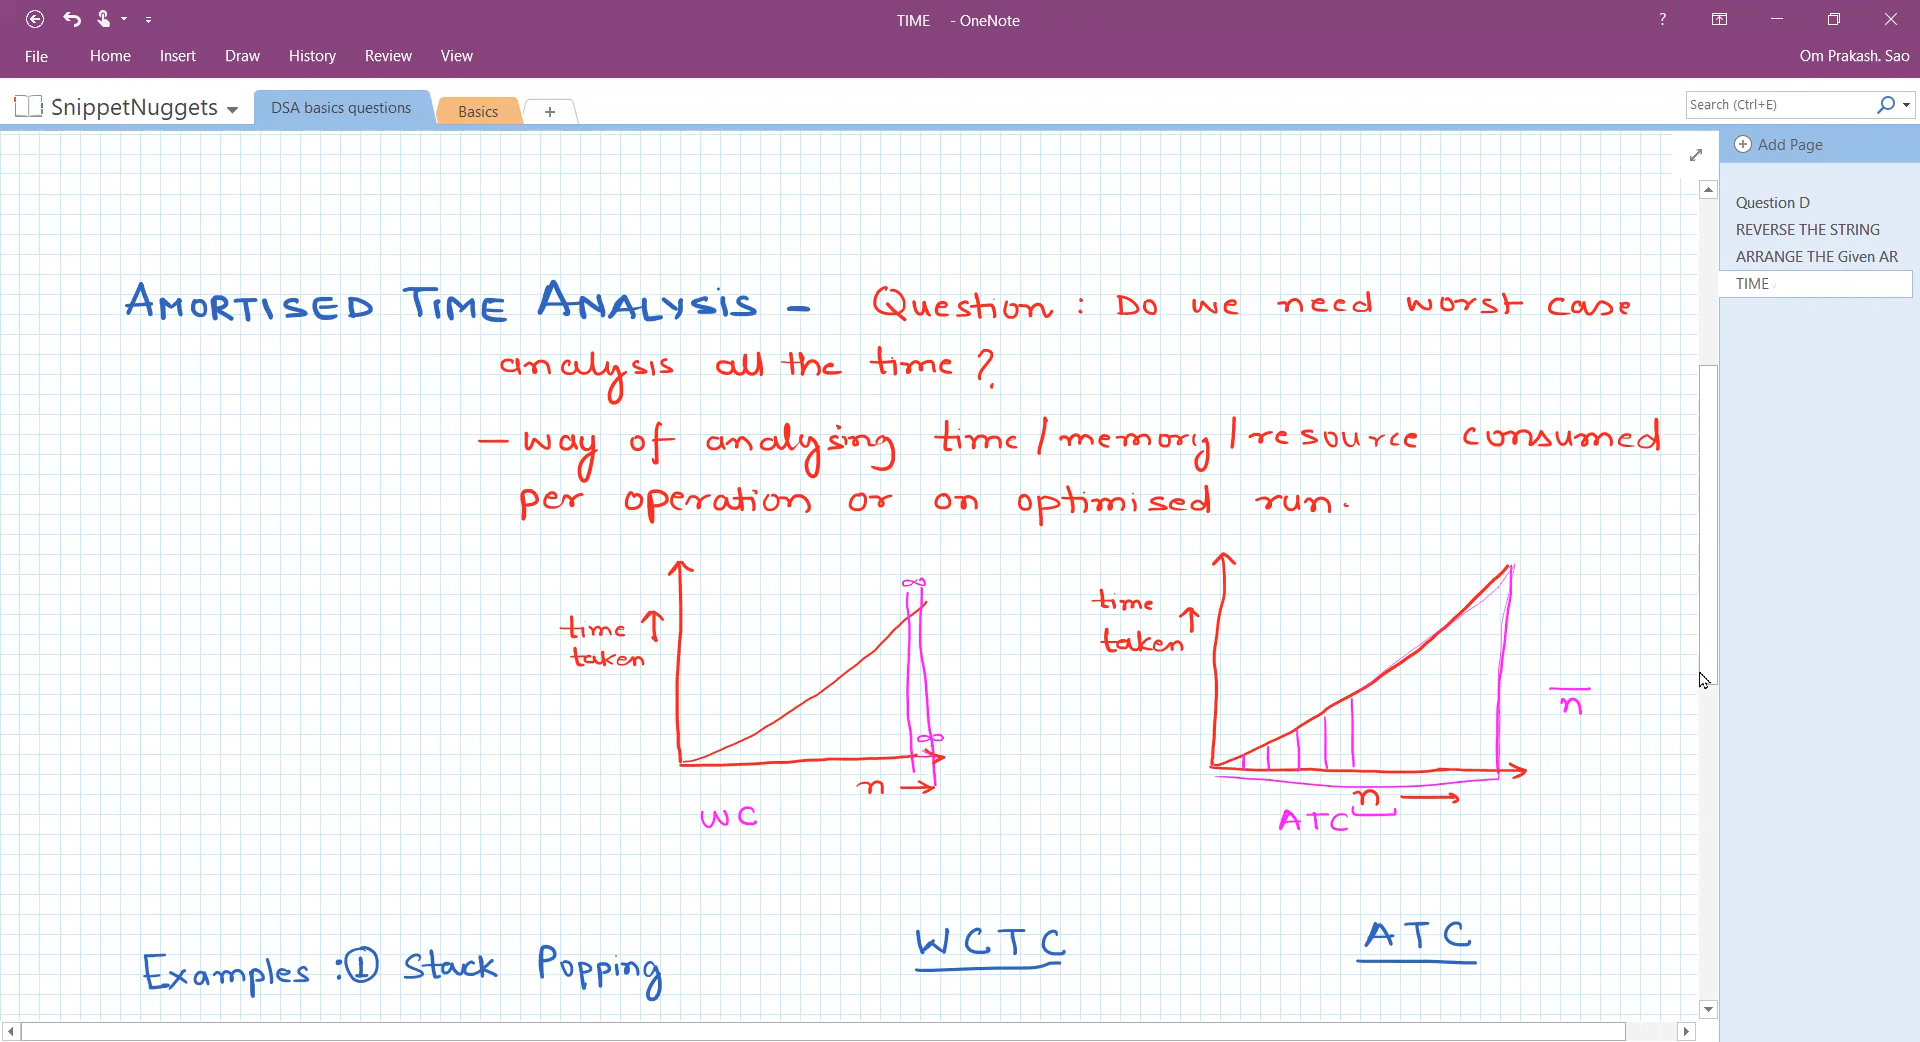 TIME - OneNote
?
File Home Insert Draw History Review View
Om Prakash. Sao
SnippetNuggets
DSA basics questions
Basics
+
Search (Ctrl+E)
Add Page
Question D
REVERSE THE STRING
ARRANGE THE Given AR
TIME
AMORTISED TIME ANALYSIS - Question : Do we need worst case
analysis all the time ?
- way of analysing time / memory / resource consumed
per operation or on optimised run.
∞
time
taken
∞
n
WC
time
taken
n
n
ATC
Examples : ① Stack Popping
WCTC
ATC